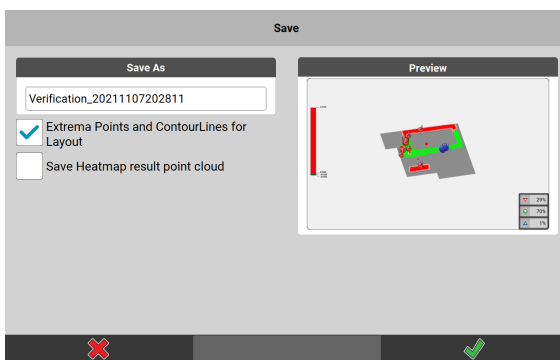 Save
Save As
Verification_20211107202811
Extrema Points and ContourLines for
Layout
Save Heatmap result point cloud
Preview
29%
70%
1%